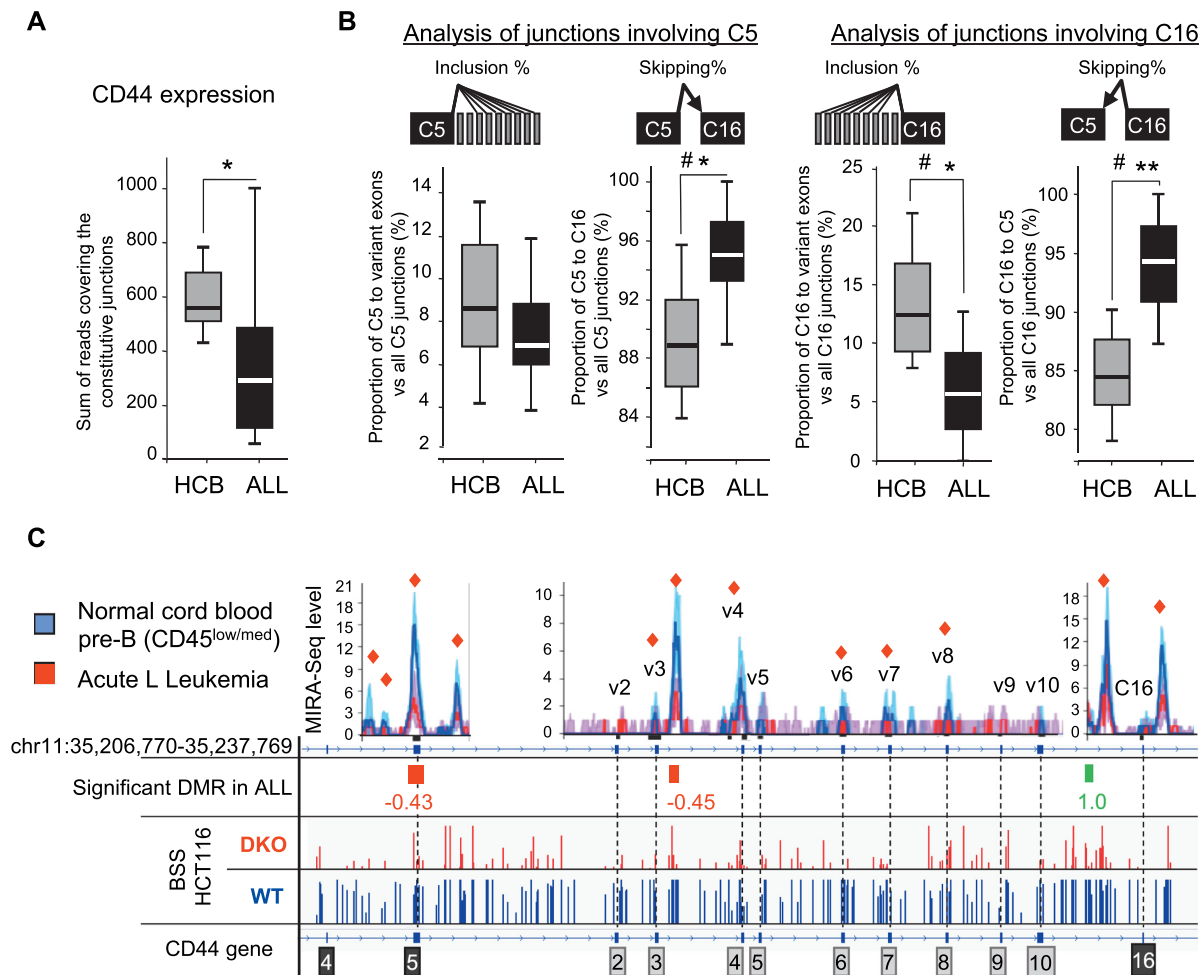 A
CD44 expression
Sum of reads covering the
constitutive junctions
1000
800
600
400
200
0
*
HCB
ALL
B
Analysis of junctions involving C5
Inclusion %
C5
Proportion of C5 to variant exons
vs all C5 junctions (%)
14
12
10
8
6
4
2
HCB
ALL
Skipping%
C5
C16
Proportion of C5 to C16
vs all C5 junctions (%)
100
96
92
88
84
# *
HCB
ALL
Analysis of junctions involving C16
Inclusion %
C16
Proportion of C16 to variant exons
vs all C16 junctions (%)
25
20
15
10
5
0
# *
HCB
ALL
Skipping%
C5
C16
Proportion of C16 to C5
vs all C16 junctions (%)
100
95
90
85
80
# **
HCB
ALL
C
Normal cord blood
pre-B (CD45low/med)
Acute L Leukemia
MIRA-Seq level
21
18
15
12
9
6
3
0
10
8
6
4
2
0
v2
v3
v4
v5
v6
v7
v8
v9
v10
18
15
12
9
6
3
0
C16
chr11:35,206,770-35,237,769
Significant DMR in ALL
-0.43
-0.45
1.0
BSS
HCT116
DKO
WT
CD44 gene
4
5
2
3
4
5
6
7
8
9
10
16